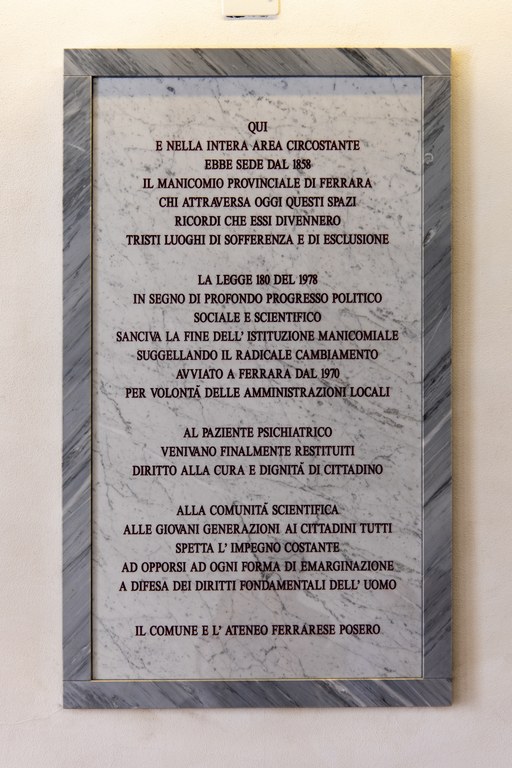 QUI
E NELLA INTERA AREA CIRCOSTANTE
EBBE SEDE DAL 1858
IL MANICOMIO PROVINCIALE DI FERRARA
CHI ATTRAVERSA OGGI QUESTI SPAZI
RICORDI CHE ESSI DIVENNERO
TRISTI LUOGHI DI SOFFERENZA E DI ESCLUSIONE
LA LEGGE 180 DEL 1978
IN SEGNO DI PROFONDO PROGRESSO POLITICO
SOCIALE E SCIENTIFICO
SANCIVA LA FINE DELL' ISTITUZIONE MANICOMIALE
SUGGELLANDO IL RADICALE CAMBIAMENTO
AVVIATO A FERRARA DAL 1970
PER VOLONTÁ DELLE AMMINISTRAZIONI LOCALI
AL PAZIENTE PSICHIATRICO
VENIVANO FINALMENTE RESTITUITI
DIRITTO ALLA CURA E DIGNITÁ DI CITTADINO
ALLA COMUNITÁ SCIENTIFICA
ALLE GIOVANI GENERAZIONI AI CITTADINI TUTTI
SPETTA L' IMPEGNO COSTANTE
AD OPPORSI AD OGNI FORMA DI EMARGINAZIONE
A DIFESA DEI DIRITTI FONDAMENTALI DELL' UOMO
IL COMUNE E L' ATENEO FERRARESE POSERO